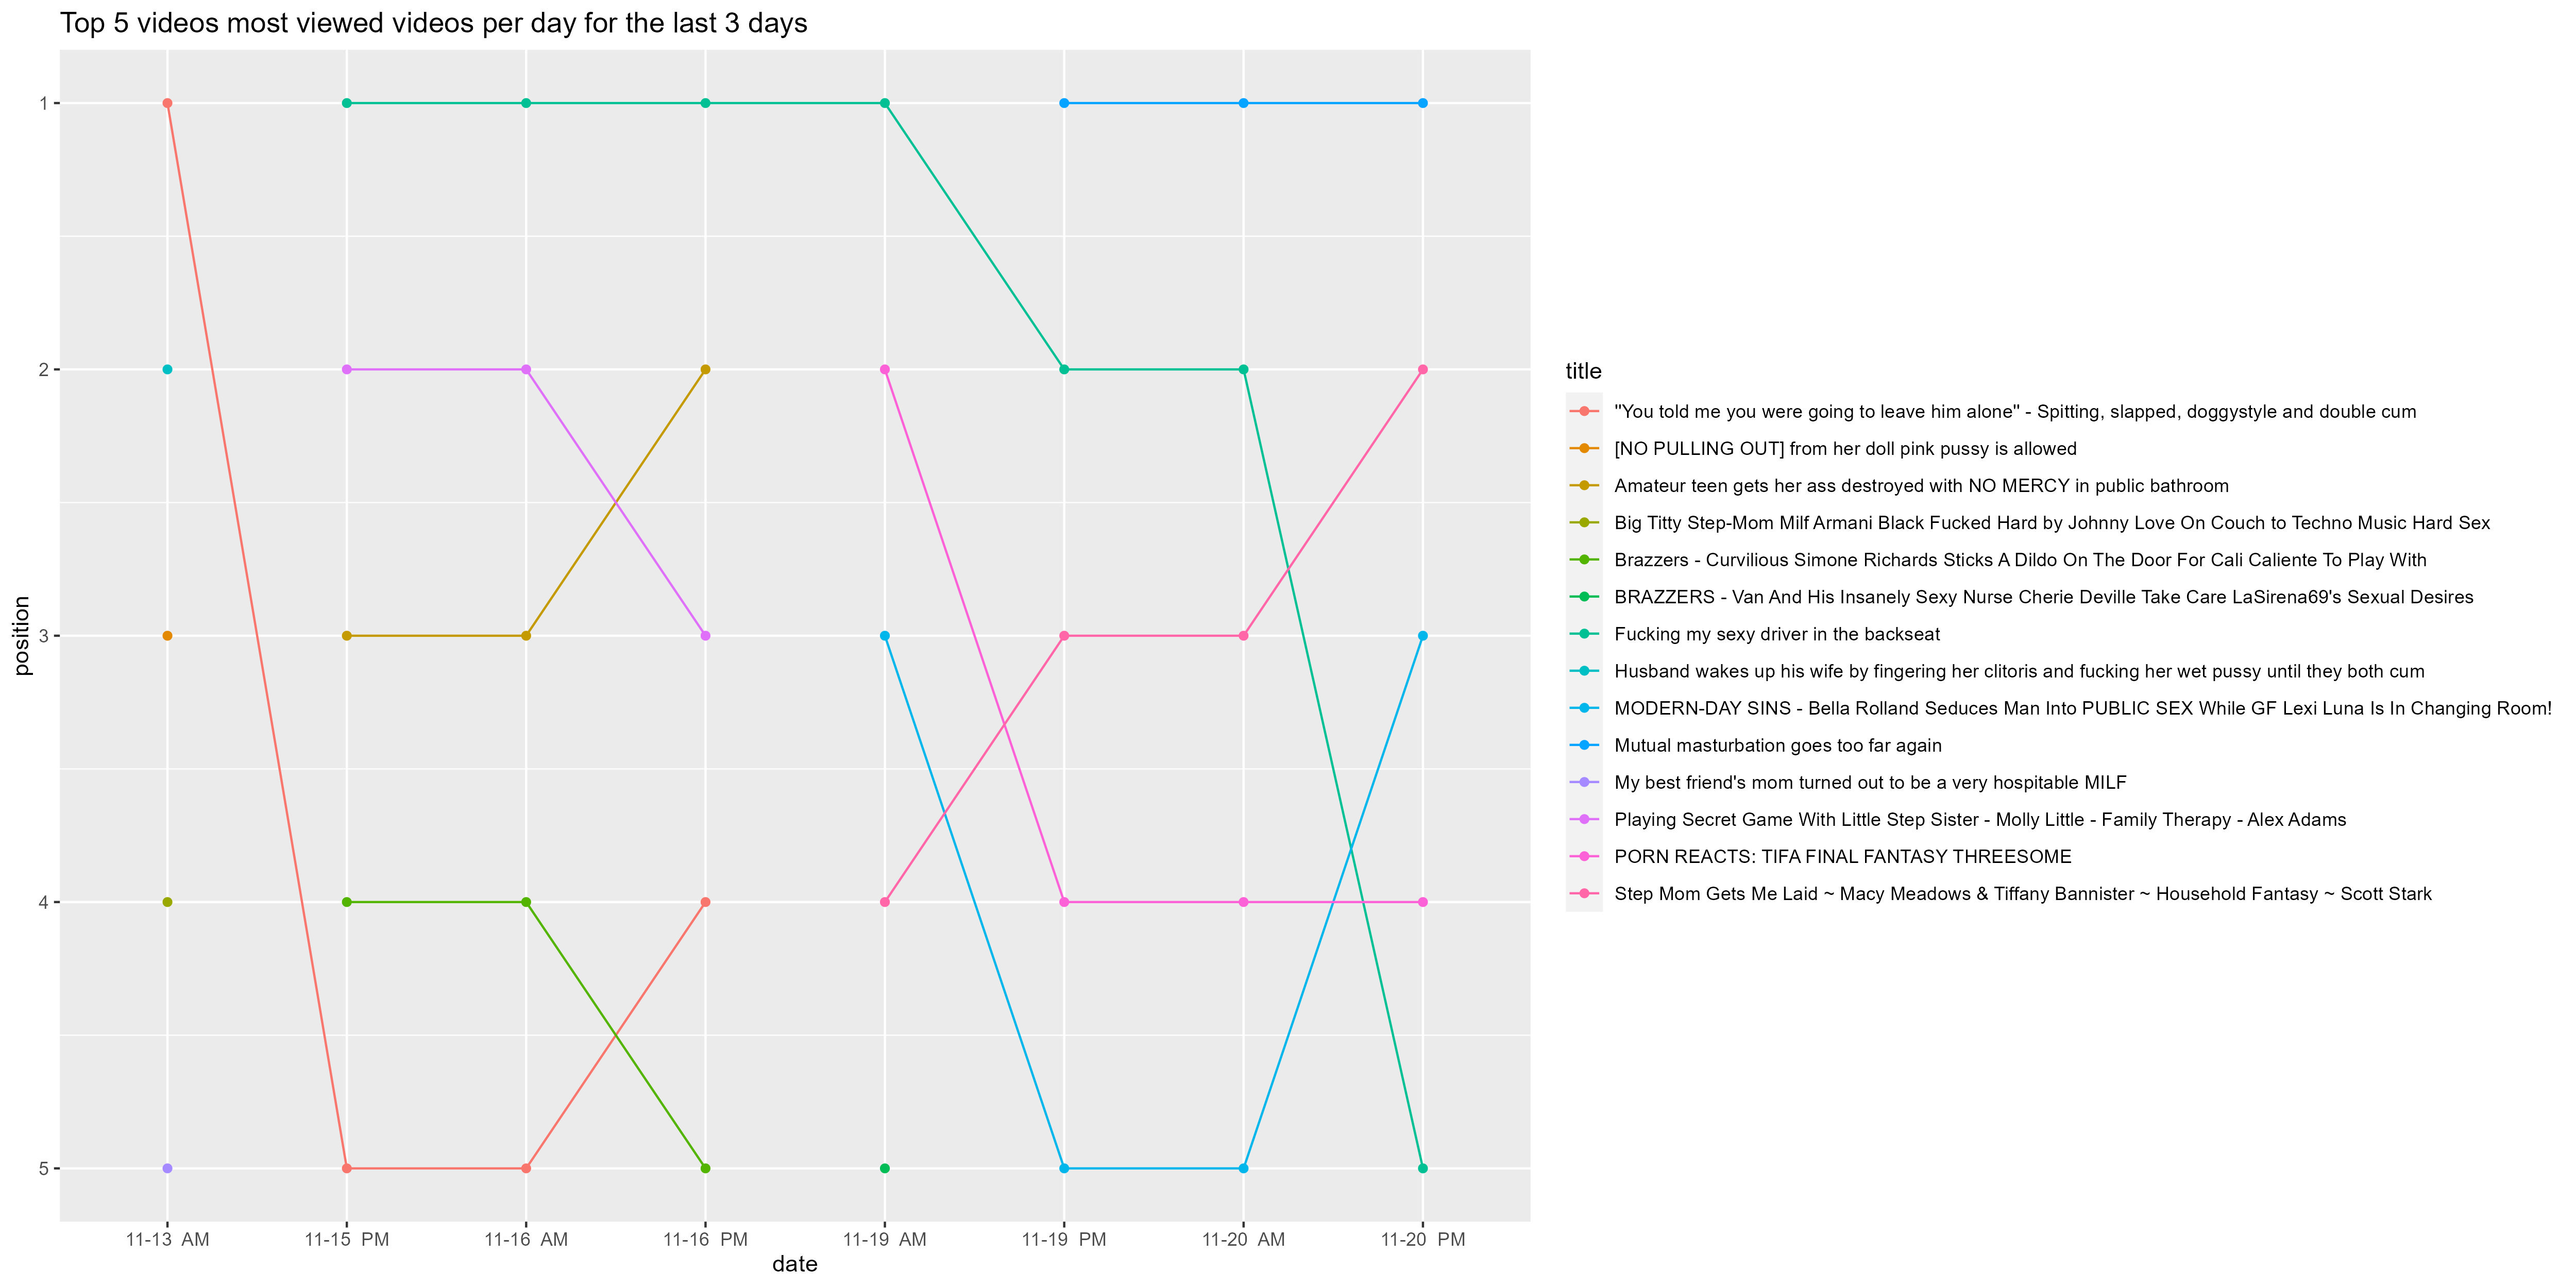 Top 5 videos most viewed videos per day for the last 3 days
1
2
3
4
5
position
11-13 AM
11-15 PM
11-16 AM
11-16 PM
11-19 AM
11-19 PM
11-20 AM
11-20 PM
date
title
"You told me you were going to leave him alone" - Spitting, slapped, doggystyle and double cum
[NO PULLING OUT] from her doll pink pussy is allowed
Amateur teen gets her ass destroyed with NO MERCY in public bathroom
Big Titty Step-Mom Milf Armani Black Fucked Hard by Johnny Love On Couch to Techno Music Hard Sex
Brazzers - Curvilious Simone Richards Sticks A Dildo On The Door For Cali Caliente To Play With
BRAZZERS - Van And His Insanely Sexy Nurse Cherie Deville Take Care LaSirena69's Sexual Desires
Fucking my sexy driver in the backseat
Husband wakes up his wife by fingering her clitoris and fucking her wet pussy until they both cum
MODERN-DAY SINS - Bella Rolland Seduces Man Into PUBLIC SEX While GF Lexi Luna Is In Changing Room!
Mutual masturbation goes too far again
My best friend's mom turned out to be a very hospitable MILF
Playing Secret Game With Little Step Sister - Molly Little - Family Therapy - Alex Adams
PORN REACTS: TIFA FINAL FANTASY THREESOME
Step Mom Gets Me Laid ~ Macy Meadows & Tiffany Bannister ~ Household Fantasy ~ Scott Stark